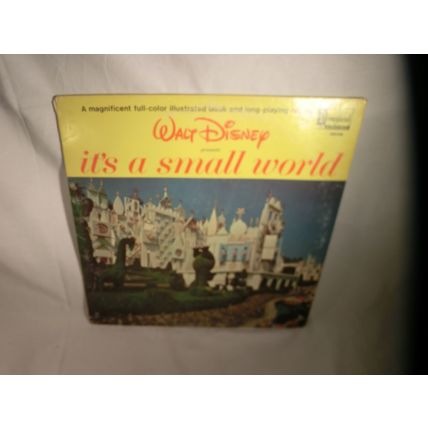 A magnificent full-color illustrated book and long-playing
WALT DISNEY
presents
it's a small world